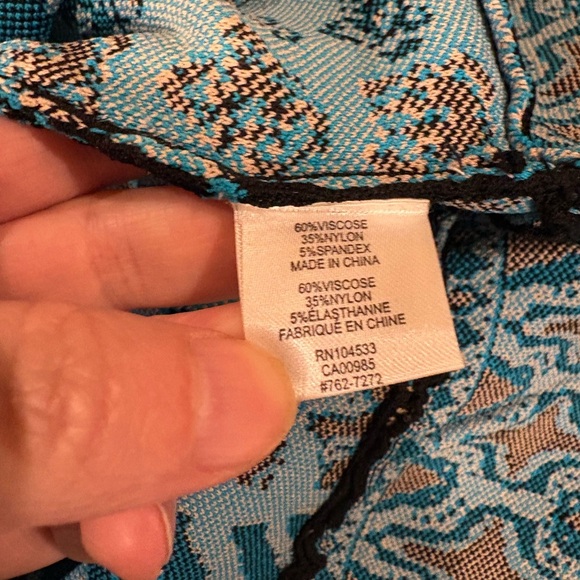 60%VISCOSE
35%NYLON
5%SPANDEX
MADE IN CHINA
60%VISCOSE
35%NYLON
5%ÉLASTHANNE
FABRIQUÉ EN CHINE
RN104533
CA00985
#762-7272